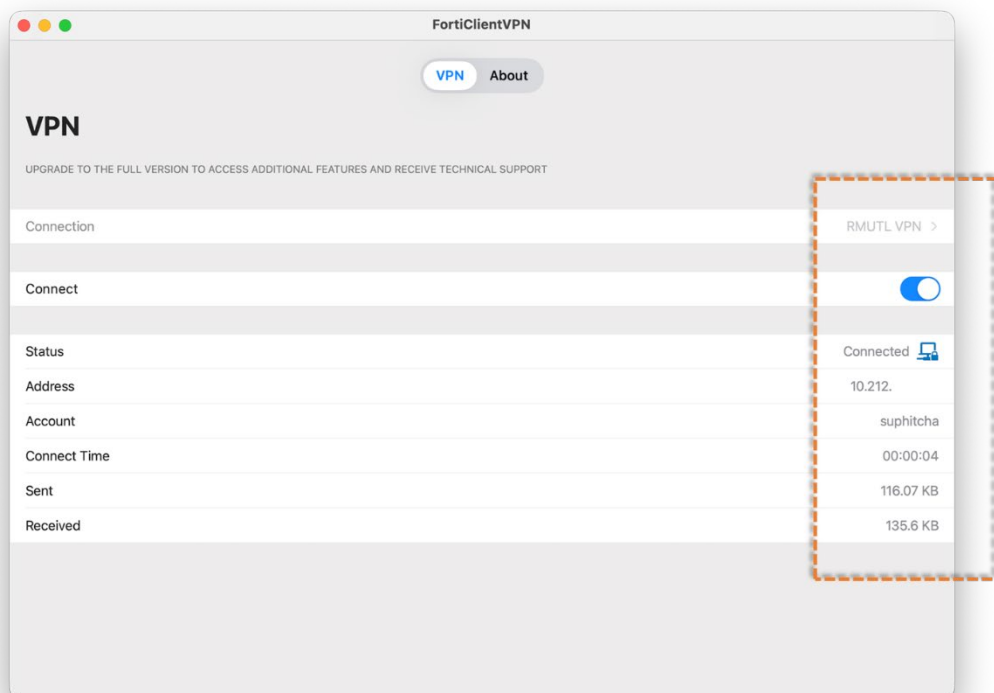 FortiClientVPN
VPN About
VPN
UPGRADE TO THE FULL VERSION TO ACCESS ADDITIONAL FEATURES AND RECEIVE TECHNICAL SUPPORT
Connection RMUTL VPN >
Connect
Status Connected
Address 10.212.
Account suphitcha
Connect Time 00:00:04
Sent 116.07 KB
Received 135.6 KB